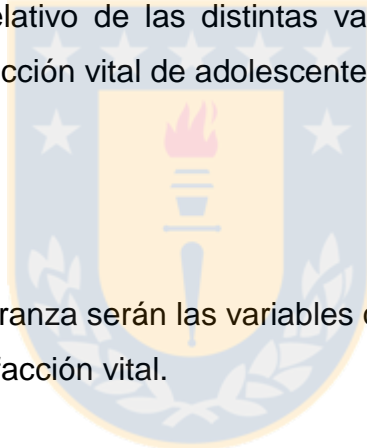 elativo de las distintas va
cción vital de adolescente
ranza serán las variables
facción vital.